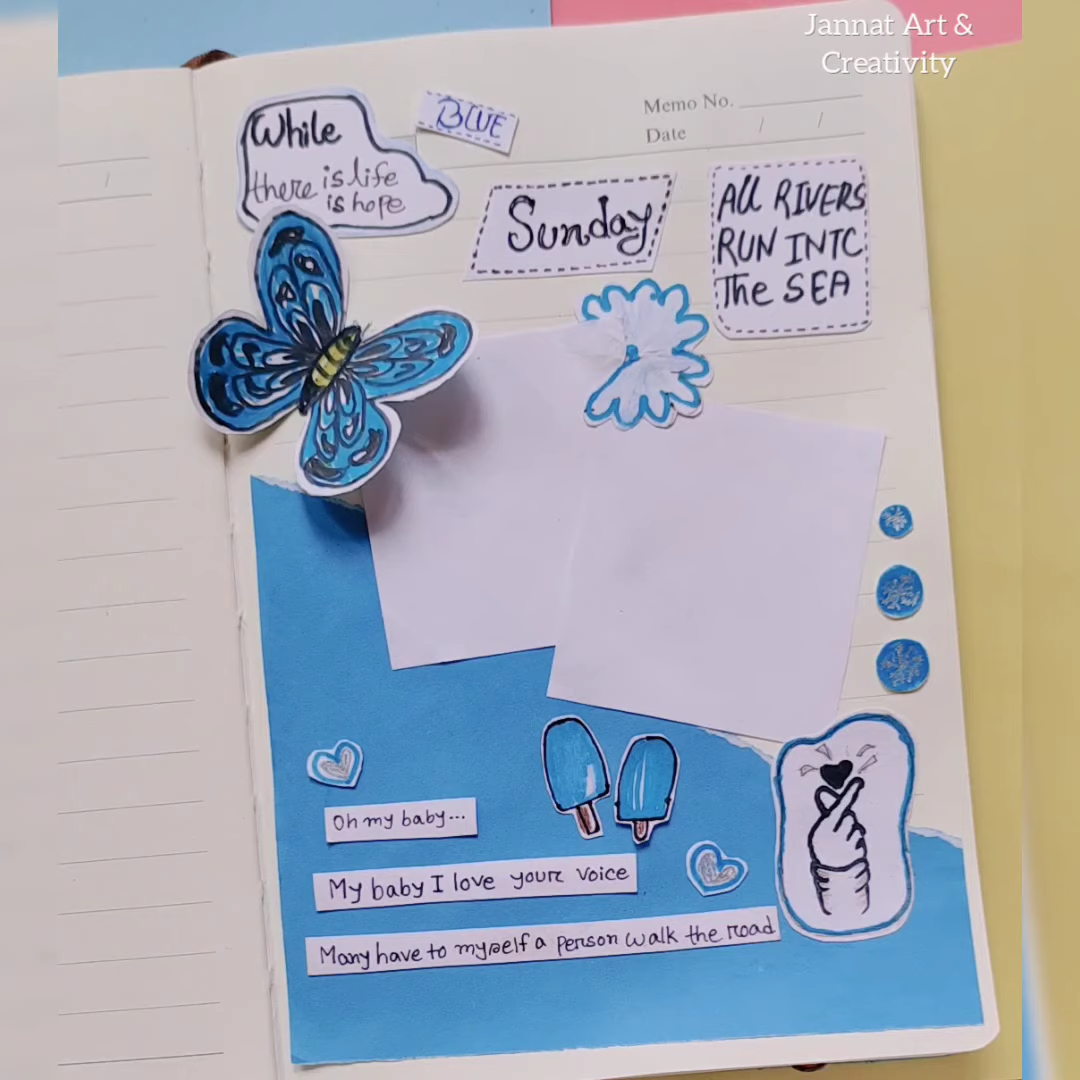 Jannat Art &
Creativity
Memo No.
Date / /
While
there is life
is hope
BLUE
Sunday
ALL RIVERS
RUN INTO
The SEA
Oh my baby...
My baby I love your voice
Many have to myself a person walk the road